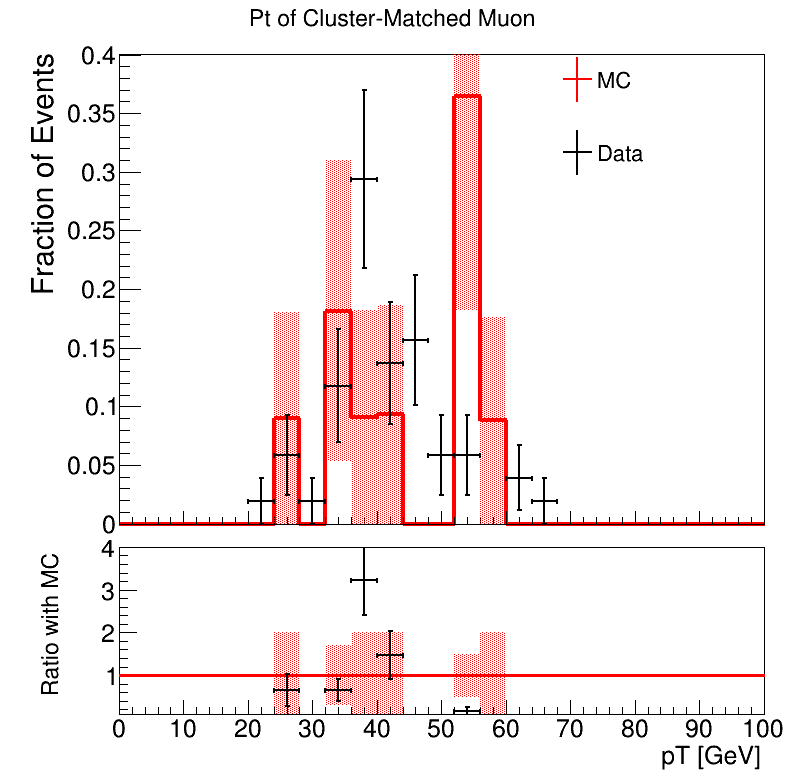 Pt of Cluster-Matched Muon
Fraction of Events
0.4
0.35
0.3
0.25
0.2
0.15
0.1
0.05
0
MC
Data
Ratio with MC
4
3
2
1
0 10 20 30 40 50 60 70 80 90 100
pT [GeV]